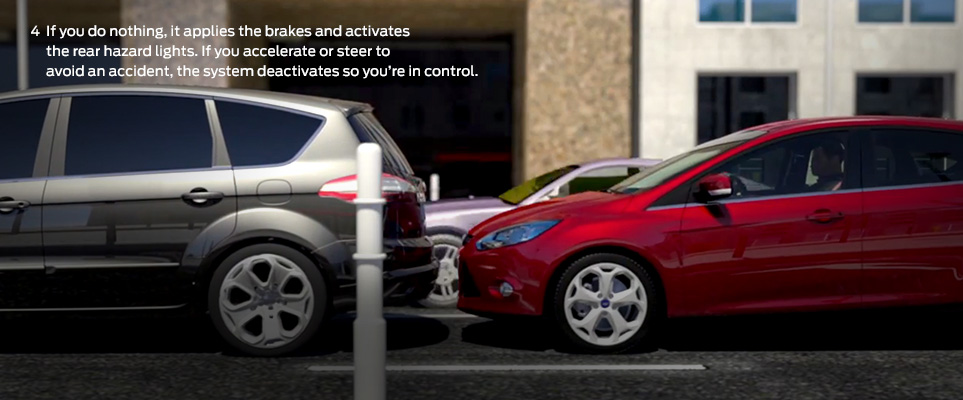 4 If you do nothing, it applies the brakes and activates
the rear hazard lights. If you accelerate or steer to
avoid an accident, the system deactivates so you're in control.